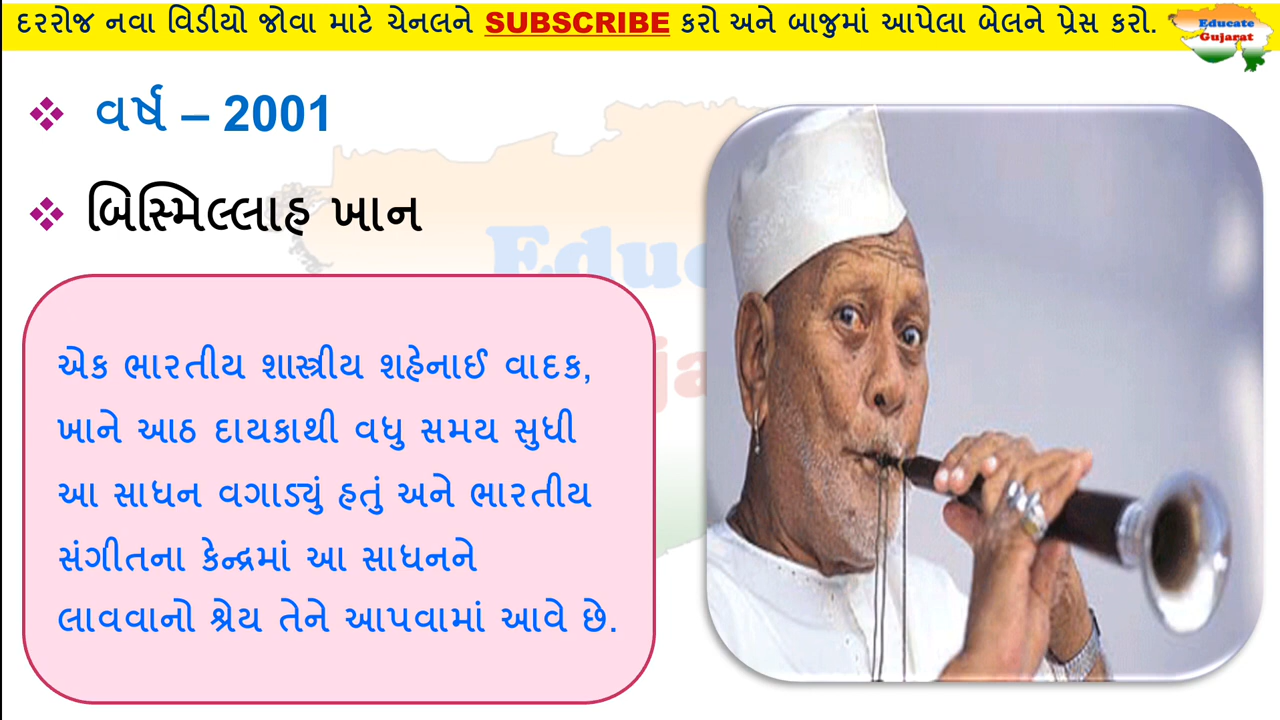 દરરોજ નવા વિડીયો જોવા માટે ચેનલને SUBSCRIBE કરો અને બાજુમાં આપેલા બેલને પ્રેસ કરો.
Educate
Gujarat
વર્ષ – 2001
બિસ્મિલ્લાહ ખાન
એક ભારતીય શાસ્ત્રીય શહેનાઈ વાદક,
ખાને આઠ દાયકાથી વધુ સમય સુધી
આ સાધન વગાડ્યું હતું અને ભારતીય
સંગીતના કેન્દ્રમાં આ સાધનને
લાવવાનો શ્રેય તેને આપવામાં આવે છે.